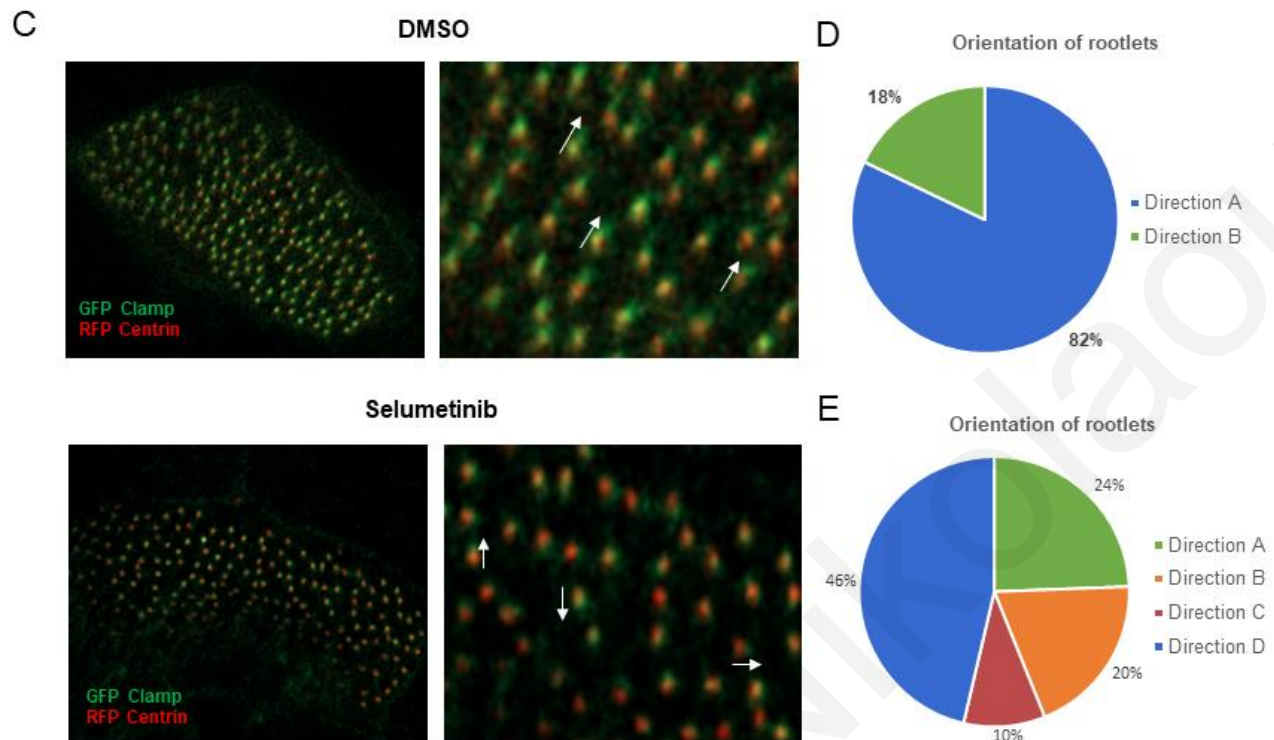 C
DMSO
GFP Clamp
RFP Centrin
D
Orientation of rootlets
18%
82%
Direction A
Direction B
Selumetinib
GFP Clamp
RFP Centrin
E
Orientation of rootlets
24%
46%
20%
10%
Direction A
Direction B
Direction C
Direction D